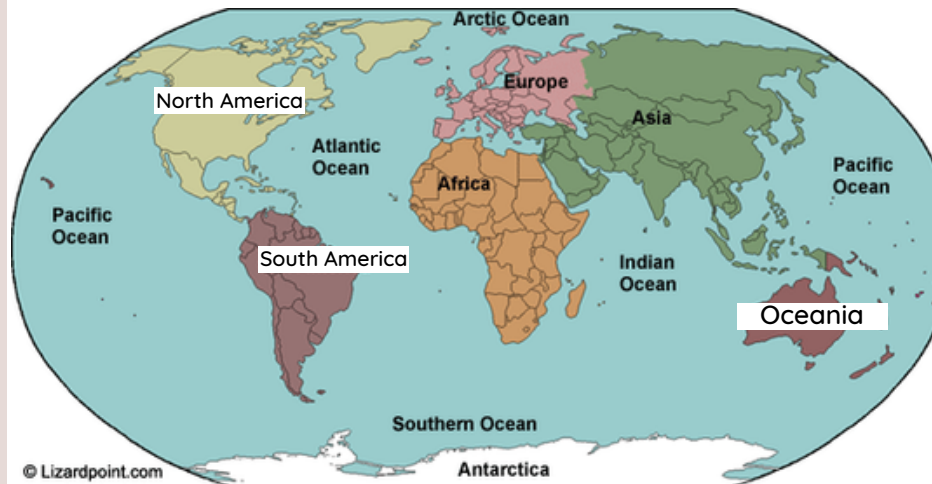 Arctic Ocean
Europe
North America
Asia
Atlantic
Ocean
Pacific
Ocean
Africa
Pacific
Ocean
South America
Indian
Ocean
Oceania
Southern Ocean
Antarctica
© Lizardpoint.com